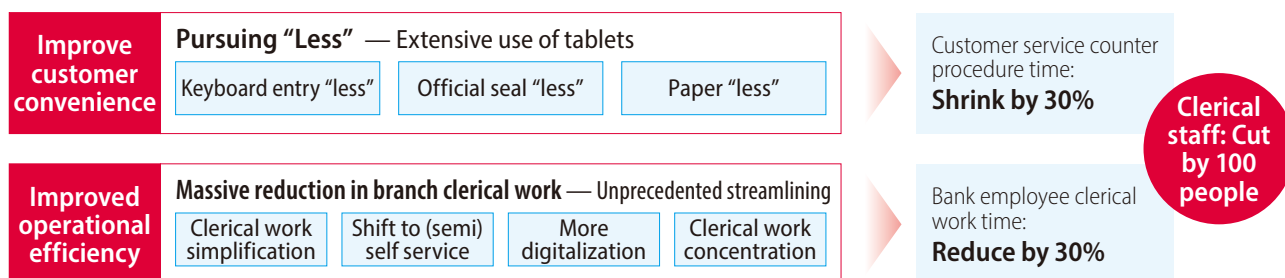 Improve
customer
convenience
Pursuing “Less” — Extensive use of tablets
Keyboard entry “less”
Official seal “less”
Paper “less”
Customer service counter
procedure time:
Shrink by 30%
Improved
operational
efficiency
Massive reduction in branch clerical work — Unprecedented streamlining
Clerical work
simplification
Shift to (semi)
self service
More
digitalization
Clerical work
concentration
Bank employee clerical
work time:
Reduce by 30%
Clerical
staff: Cut
by 100
people